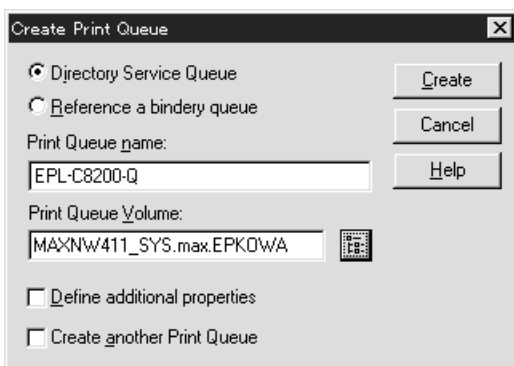 Create Print Queue
Directory Service Queue
Reference a bindery queue
Print Queue name:
EPL-C8200-Q
Print Queue Volume:
MAXNW411_SYS.max.EPKOWA
Define additional properties
Create another Print Queue
Create
Cancel
Help